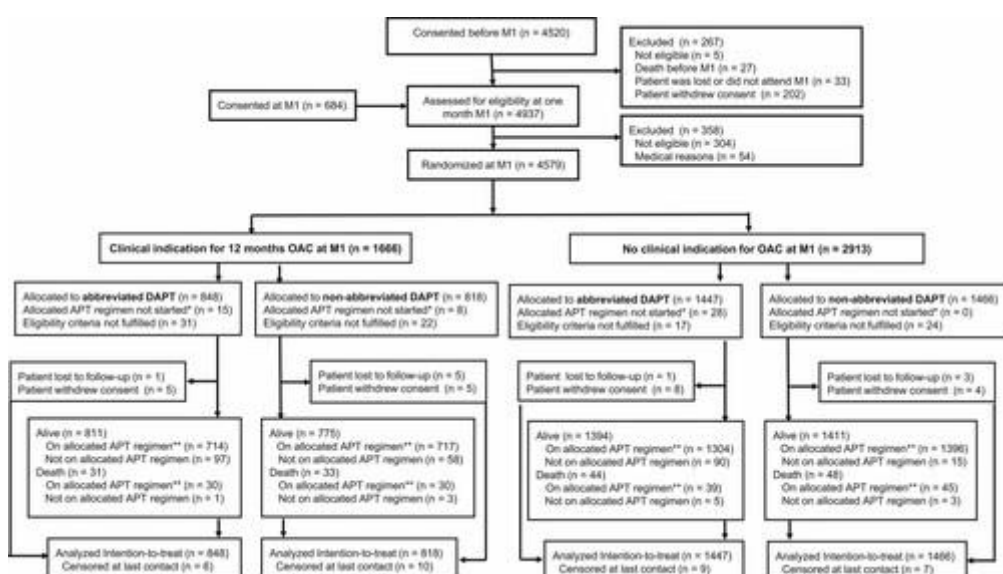 Consented before M1 (n = 4520)
Excluded (n = 267)
Not eligible (n = 5)
Death before M1 (n = 27)
Patient was lost or did not attend M1 (n = 33)
Patient withdrew consent (n = 202)
Consented at M1 (n = 684)
Assessed for eligibility at one
month M1 (n = 4937)
Excluded (n = 358)
Not eligible (n = 304)
Medical reasons (n = 54)
Randomized at M1 (n = 4579)
Clinical indication for 12 months OAC at M1 (n = 1666)
No clinical indication for OAC at M1 (n = 2913)
Allocated to abbreviated DAPT (n = 848)
Allocated APT regimen not started* (n = 15)
Eligibility criteria not fulfilled (n = 31)
Allocated to non-abbreviated DAPT (n = 818)
Allocated APT regimen not started* (n = 8)
Eligibility criteria not fulfilled (n = 22)
Allocated to abbreviated DAPT (n = 1447)
Allocated APT regimen not started* (n = 28)
Eligibility criteria not fulfilled (n = 17)
Allocated to non-abbreviated DAPT (n = 1466)
Allocated APT regimen not started* (n = 0)
Eligibility criteria not fulfilled (n = 24)
Patient lost to follow-up (n = 1)
Patient withdrew consent (n = 5)
Patient lost to follow-up (n = 5)
Patient withdrew consent (n = 5)
Patient lost to follow-up (n = 1)
Patient withdrew consent (n = 8)
Patient lost to follow-up (n = 3)
Patient withdrew consent (n = 4)
Alive (n = 811)
On allocated APT regimen** (n = 714)
Not on allocated APT regimen (n = 97)
Death (n = 31)
On allocated APT regimen** (n = 30)
Not on allocated APT regimen (n = 1)
Alive (n = 775)
On allocated APT regimen** (n = 717)
Not on allocated APT regimen (n = 58)
Death (n = 33)
On allocated APT regimen** (n = 30)
Not on allocated APT regimen (n = 3)
Alive (n = 1394)
On allocated APT regimen** (n = 1304)
Not on allocated APT regimen (n = 90)
Death (n = 44)
On allocated APT regimen** (n = 39)
Not on allocated APT regimen (n = 5)
Alive (n = 1411)
On allocated APT regimen** (n = 1396)
Not on allocated APT regimen (n = 15)
Death (n = 48)
On allocated APT regimen** (n = 45)
Not on allocated APT regimen (n = 3)
Analyzed Intention-to-treat (n = 848)
Censored at last contact (n = 6)
Analyzed Intention-to-treat (n = 818)
Censored at last contact (n = 10)
Analyzed Intention-to-treat (n = 1447)
Censored at last contact (n = 9)
Analyzed Intention-to-treat (n = 1466)
Censored at last contact (n = 7)